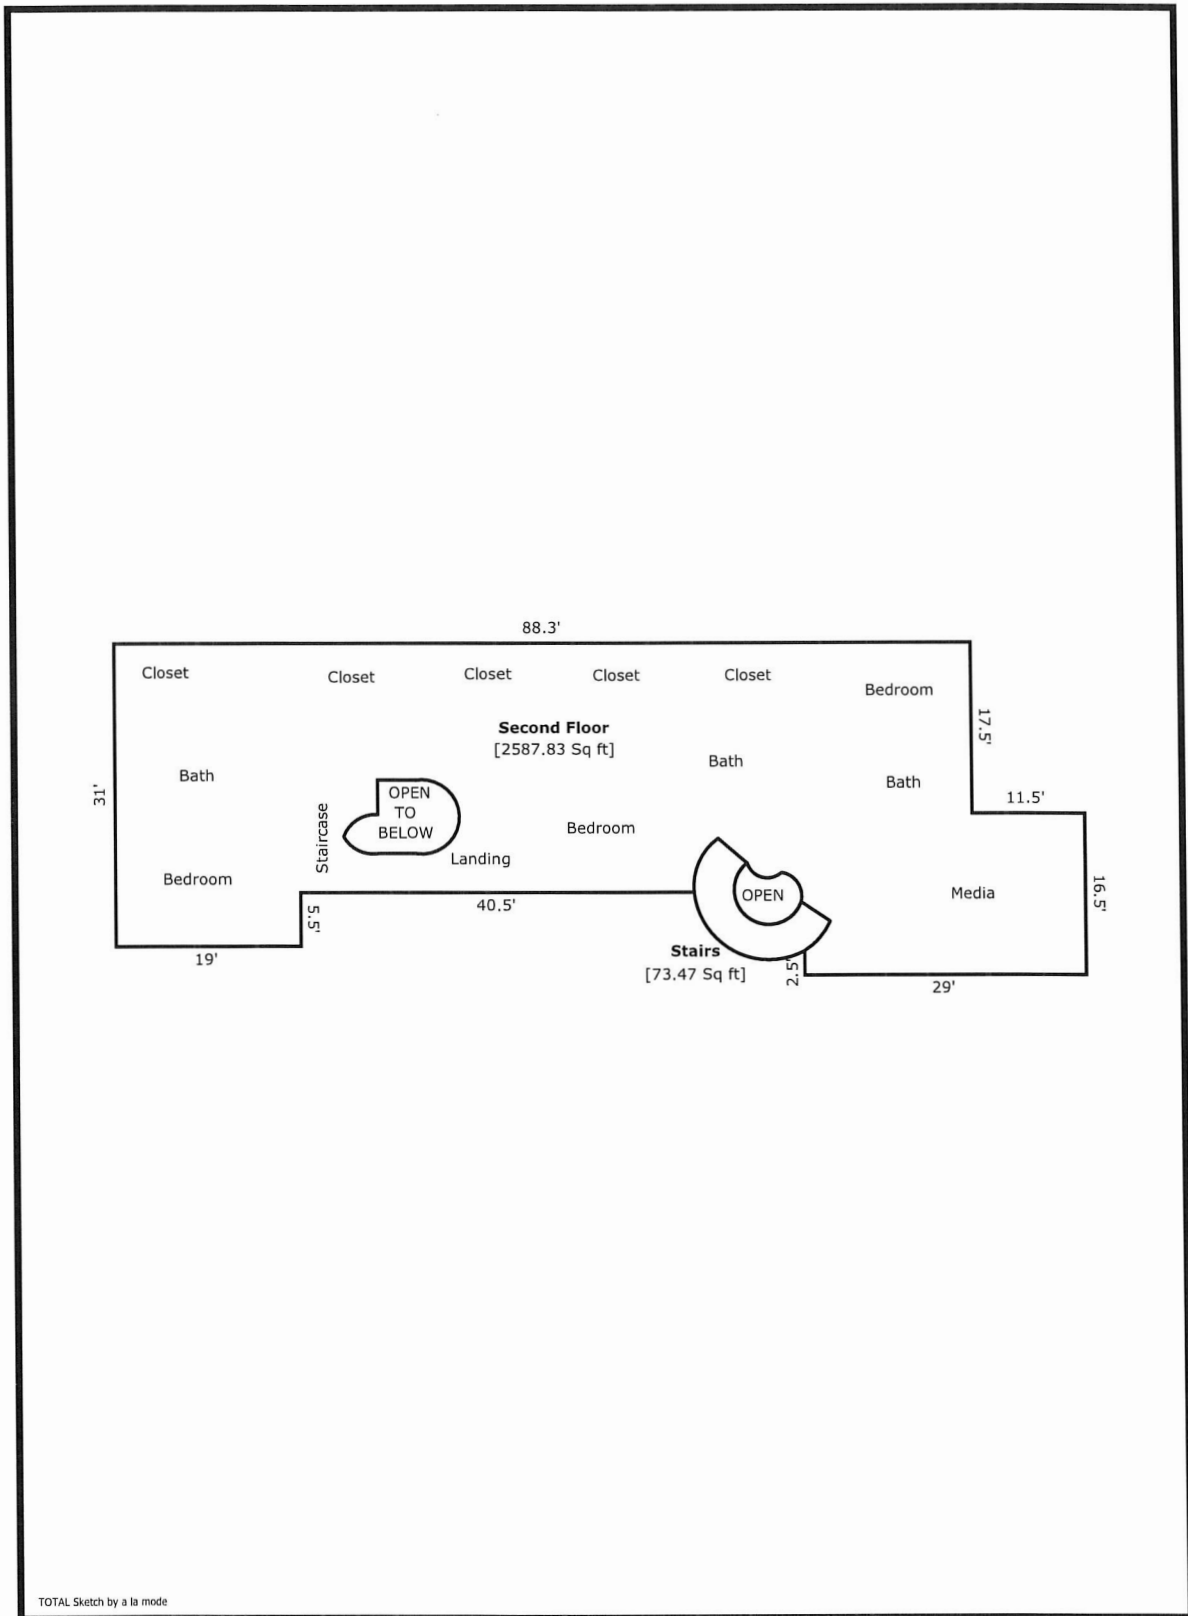 88.3'
Closet
Closet
Closet
Closet
Closet
Bedroom
17.5'
Second Floor
[2587.83 Sq ft]
Bath
Bath
Bath
31'
OPEN
TO
BELOW
11.5'
Staircase
Bedroom
Landing
Bedroom
OPEN
Media
16.5'
5.5'
40.5'
19'
Stairs
[73.47 Sq ft]
2.5'
29'
TOTAL Sketch by a la mode